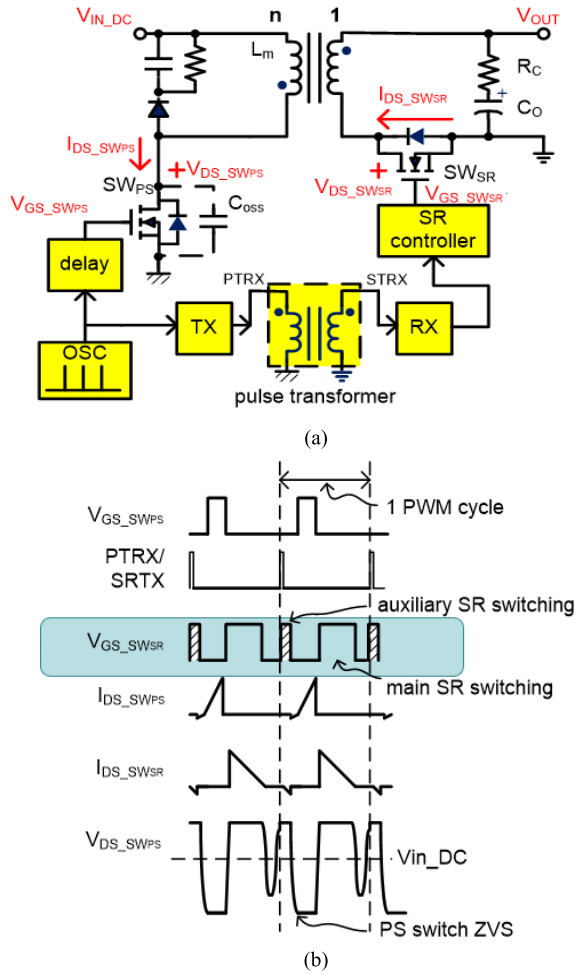 n 1
V_IN_DC
V_OUT
L_m
R_C
I_DS_SW_SR
+
C_O
I_DS_SW_PS
+ V_DS_SW_PS
SW_PS
+
SW_SR
V_DS_SW_SR
V_GS_SW_SR
V_GS_SW_PS
C_oss
SR
controller
delay
PTRX STRX
TX
RX
OSC
pulse transformer
(a)
1 PWM cycle
V_GS_SW_PS
PTRX/
SRTX
auxiliary SR switching
V_GS_SW_SR
main SR switching
I_DS_SW_PS
I_DS_SW_SR
V_DS_SW_PS
Vin_DC
PS switch ZVS
(b)